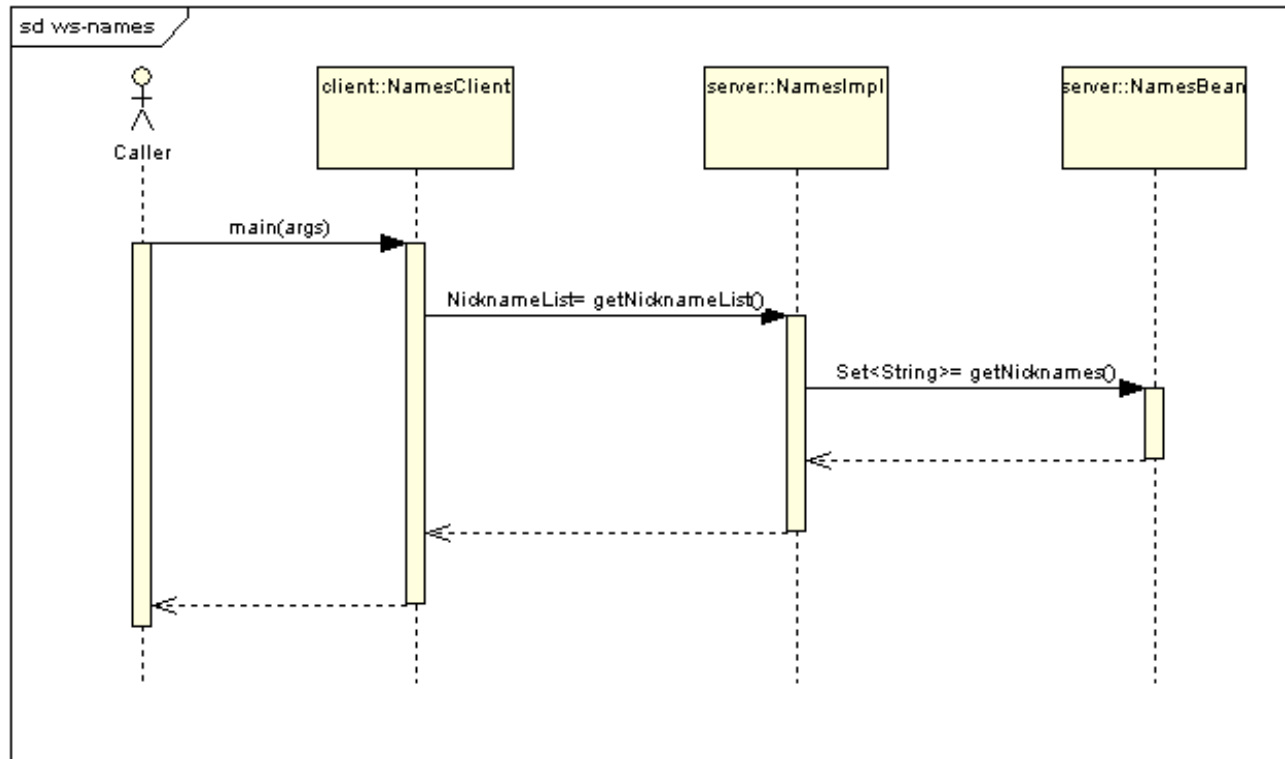 sd ws-names
client::NamesClient
server::NamesImpl
server::NamesBean
Caller
main(args)
NicknameList= getNicknameList()
Set<String>= getNicknames()